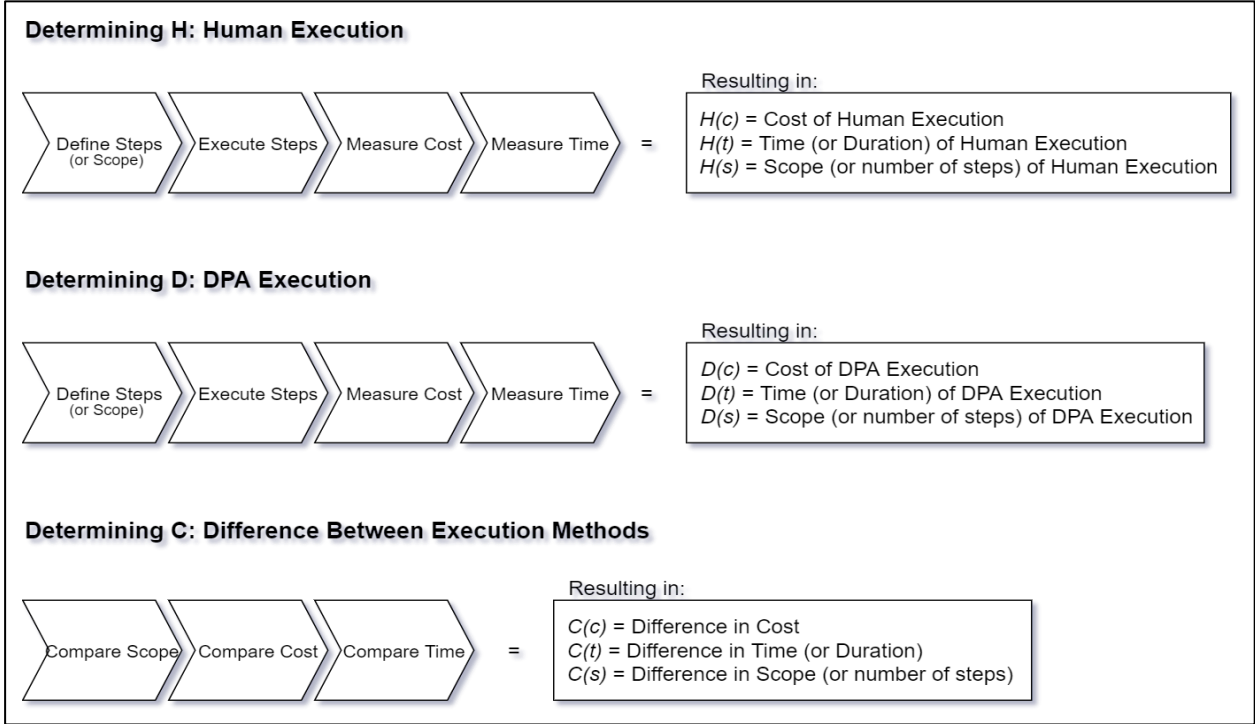 Determining H: Human Execution
Define Steps
(or Scope)
Execute Steps
Measure Cost
Measure Time
=
Resulting in:
H(c) = Cost of Human Execution
H(t) = Time (or Duration) of Human Execution
H(s) = Scope (or number of steps) of Human Execution
Determining D: DPA Execution
Define Steps
(or Scope)
Execute Steps
Measure Cost
Measure Time
=
Resulting in:
D(c) = Cost of DPA Execution
D(t) = Time (or Duration) of DPA Execution
D(s) = Scope (or number of steps) of DPA Execution
Determining C: Difference Between Execution Methods
Compare Scope
Compare Cost
Compare Time
=
Resulting in:
C(c) = Difference in Cost
C(t) = Difference in Time (or Duration)
C(s) = Difference in Scope (or number of steps)